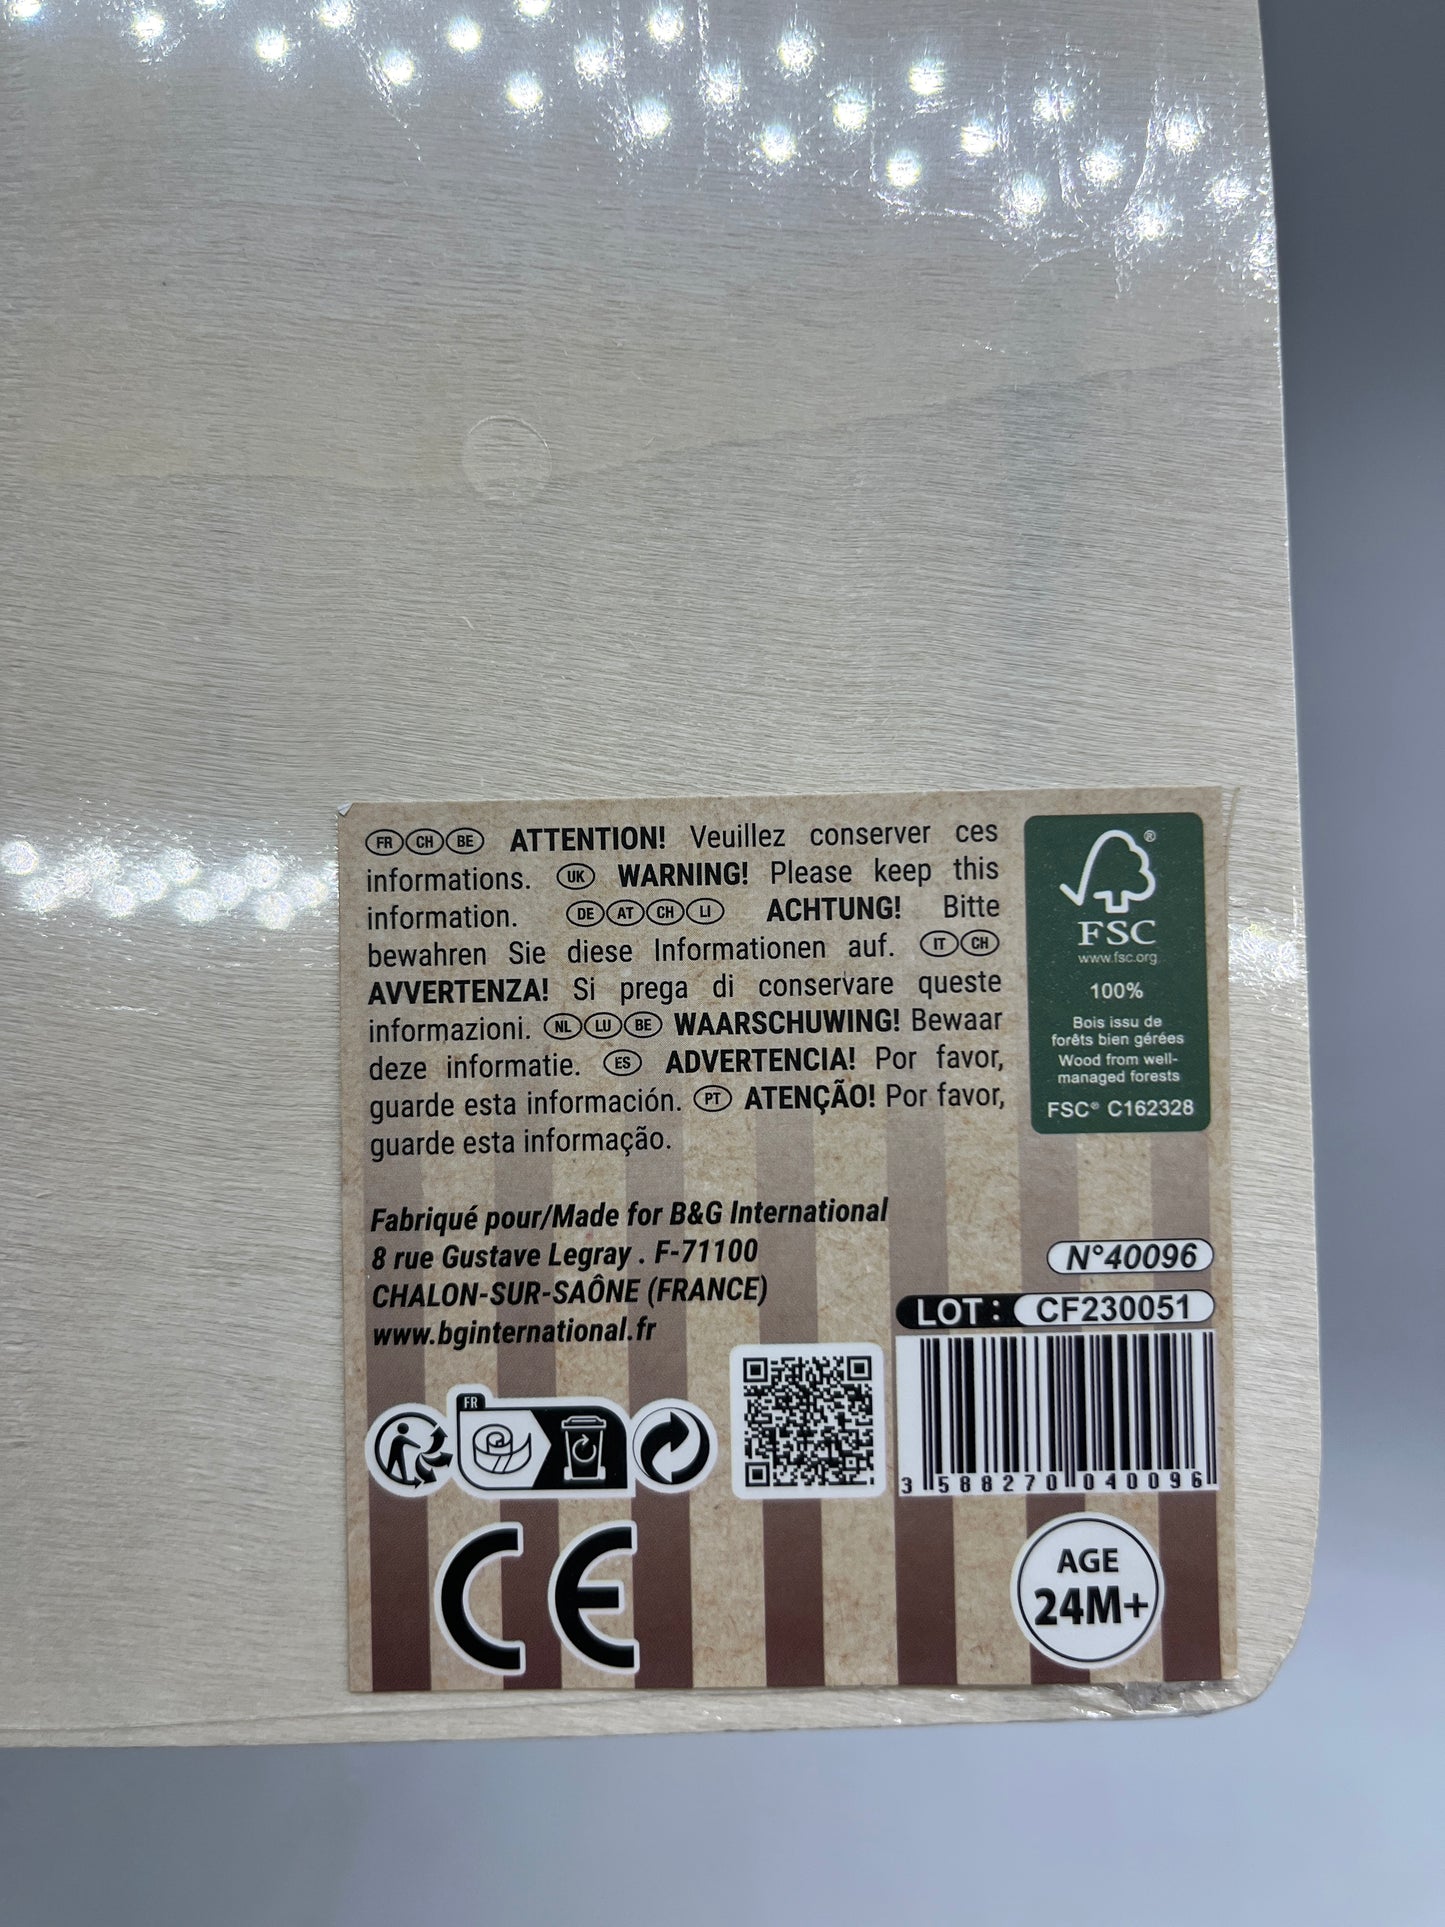 FR CH BE ATTENTION! Veuillez conserver ces
informations. UK WARNING! Please keep this
information. DE AT CH LI ACHTUNG! Bitte
bewahren Sie diese Informationen auf. IT CH
AVVERTENZA! Si prega di conservare queste
informazioni. NL LU BE WAARSCHUWING! Bewaar
deze informatie. ES ADVERTENCIA! Por favor,
guarde esta información. PT ATENÇÃO! Por favor,
guarde esta informação.
®
FSC
www.fsc.org
100%
Bois issu de
forêts bien gérées
Wood from well-
managed forests
FSC® C162328
Fabriqué pour/Made for B&G International
8 rue Gustave Legray . F-71100
CHALON-SUR-SAÔNE (FRANCE)
www.bginternational.fr
N°40096
LOT : CF230051
FR
3 588270 040096
CE
AGE
24M+